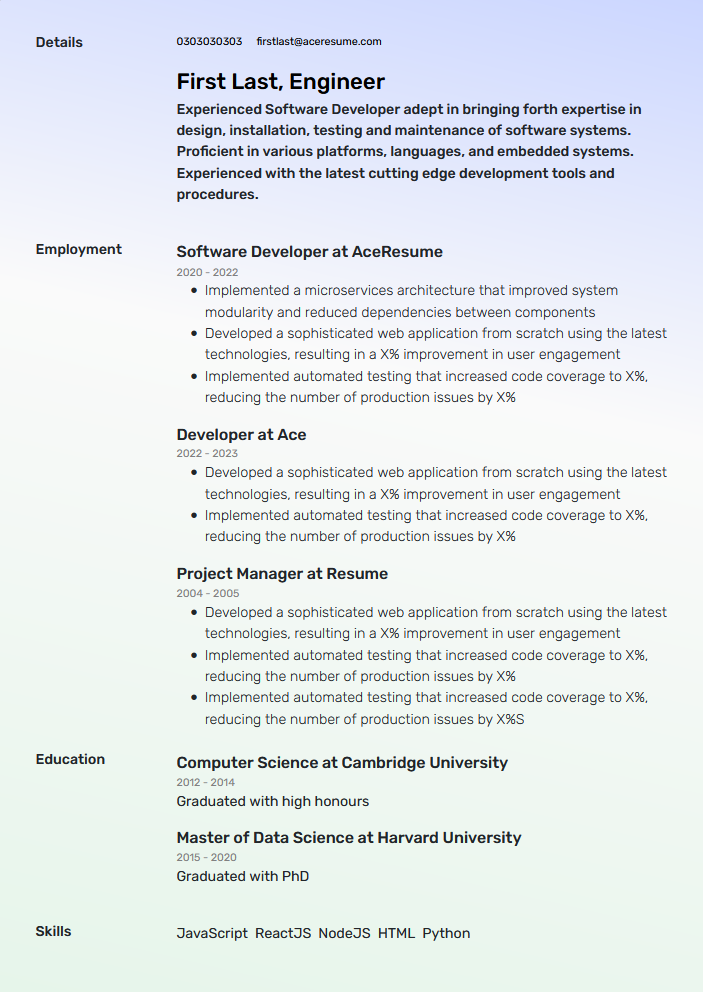 Details
0303030303 firstlast@aceresume.com
First Last, Engineer
Experienced Software Developer adept in bringing forth expertise in
design, installation, testing and maintenance of software systems.
Proficient in various platforms, languages, and embedded systems.
Experienced with the latest cutting edge development tools and
procedures.
Employment
Software Developer at AceResume
2020 - 2022
• Implemented a microservices architecture that improved system
modularity and reduced dependencies between components
• Developed a sophisticated web application from scratch using the latest
technologies, resulting in a X% improvement in user engagement
• Implemented automated testing that increased code coverage to X%,
reducing the number of production issues by X%
Developer at Ace
2022 - 2023
• Developed a sophisticated web application from scratch using the latest
technologies, resulting in a X% improvement in user engagement
• Implemented automated testing that increased code coverage to X%,
reducing the number of production issues by X%
Project Manager at Resume
2004 - 2005
• Developed a sophisticated web application from scratch using the latest
technologies, resulting in a X% improvement in user engagement
• Implemented automated testing that increased code coverage to X%,
reducing the number of production issues by X%
• Implemented automated testing that increased code coverage to X%,
reducing the number of production issues by X%S
Education
Computer Science at Cambridge University
2012 - 2014
Graduated with high honours
Master of Data Science at Harvard University
2015 - 2020
Graduated with PhD
Skills
JavaScript ReactJS NodeJS HTML Python